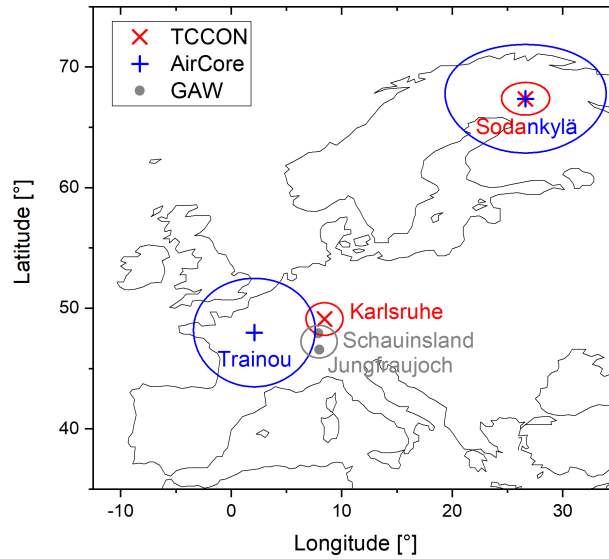 TCCON
AirCore
GAW
70
60
50
40
Latitude [°]
Sodankylä
Karlsruhe
Schauinsland
Trainou
Jungfraujoch
-10
0
10
20
30
Longitude [°]